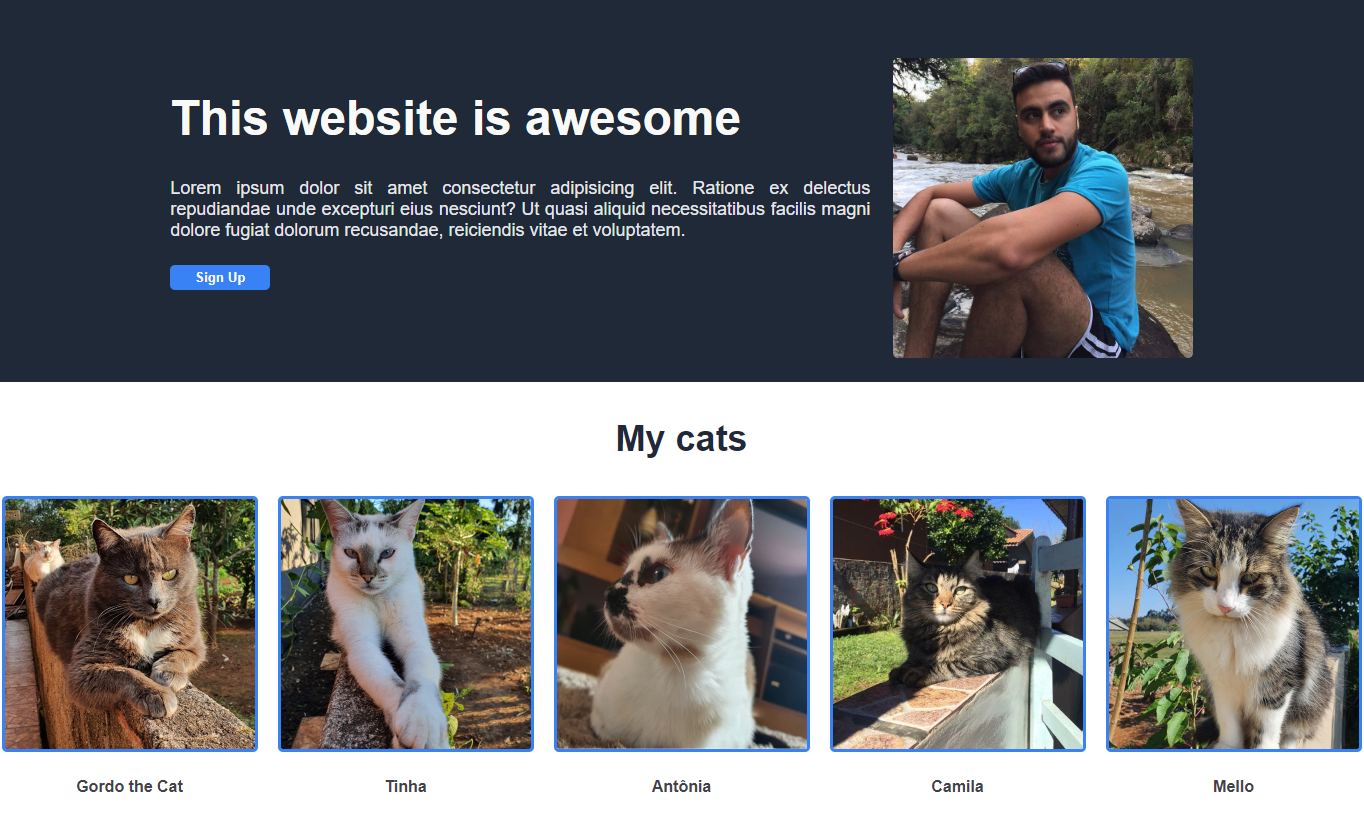 This website is awesome
Lorem ipsum dolor sit amet consectetur adipisicing elit. Ratione ex delectus
repudiandae unde excepturi eius nesciunt? Ut quasi aliquid necessitatibus facilis magni
dolore fugiat dolorum recusandae, reiciendis vitae et voluptatem.
Sign Up
My cats
Gordo the Cat
Tinha
Antônia
Camila
Mello